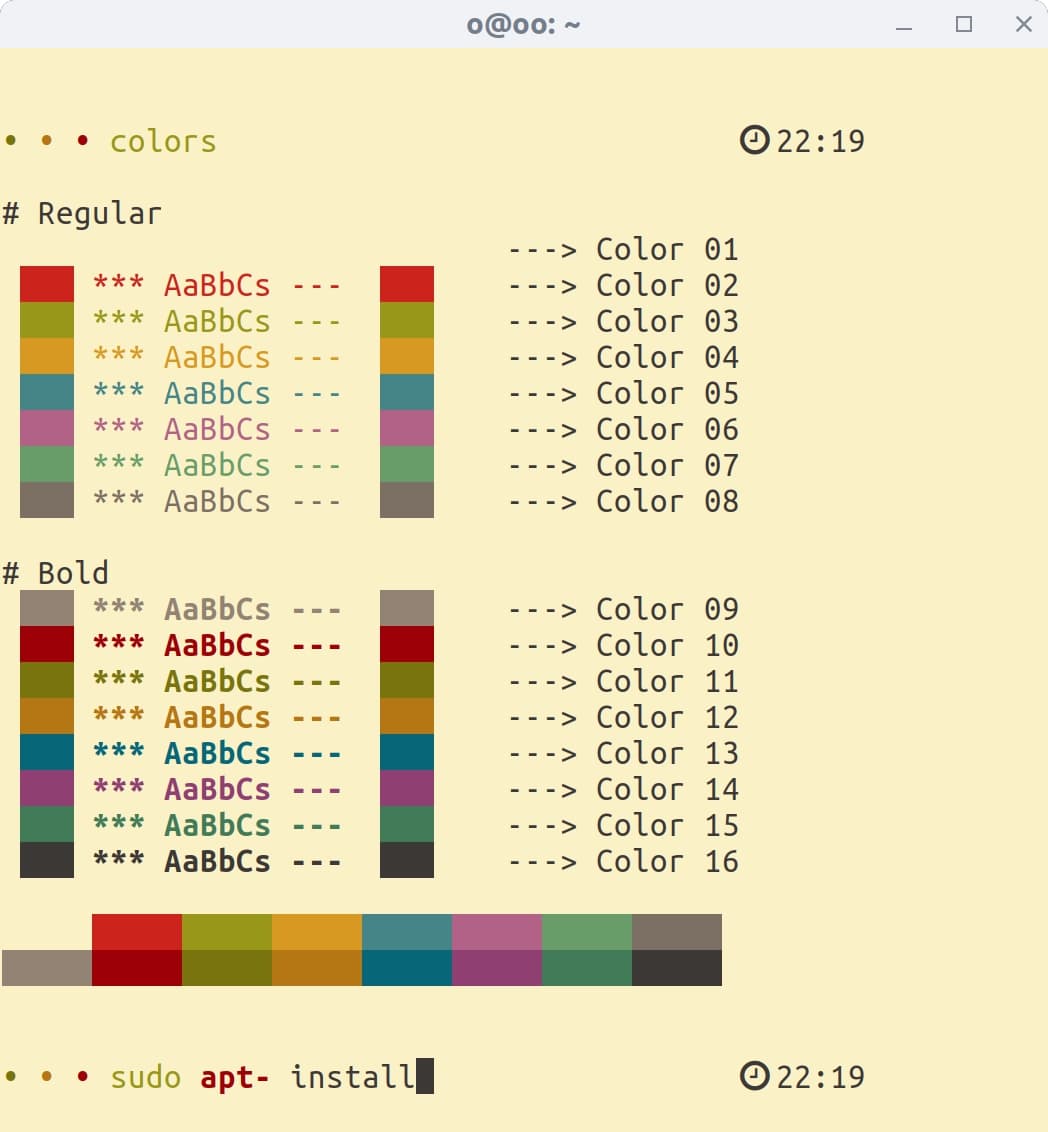 o@oo: ~
• • • colors 22:19
# Regular
---> Color 01
*** AaBbCs --- ---> Color 02
*** AaBbCs --- ---> Color 03
*** AaBbCs --- ---> Color 04
*** AaBbCs --- ---> Color 05
*** AaBbCs --- ---> Color 06
*** AaBbCs --- ---> Color 07
*** AaBbCs --- ---> Color 08
# Bold
*** AaBbCs --- ---> Color 09
*** AaBbCs --- ---> Color 10
*** AaBbCs --- ---> Color 11
*** AaBbCs --- ---> Color 12
*** AaBbCs --- ---> Color 13
*** AaBbCs --- ---> Color 14
*** AaBbCs --- ---> Color 15
*** AaBbCs --- ---> Color 16
• • • sudo apt- install 22:19